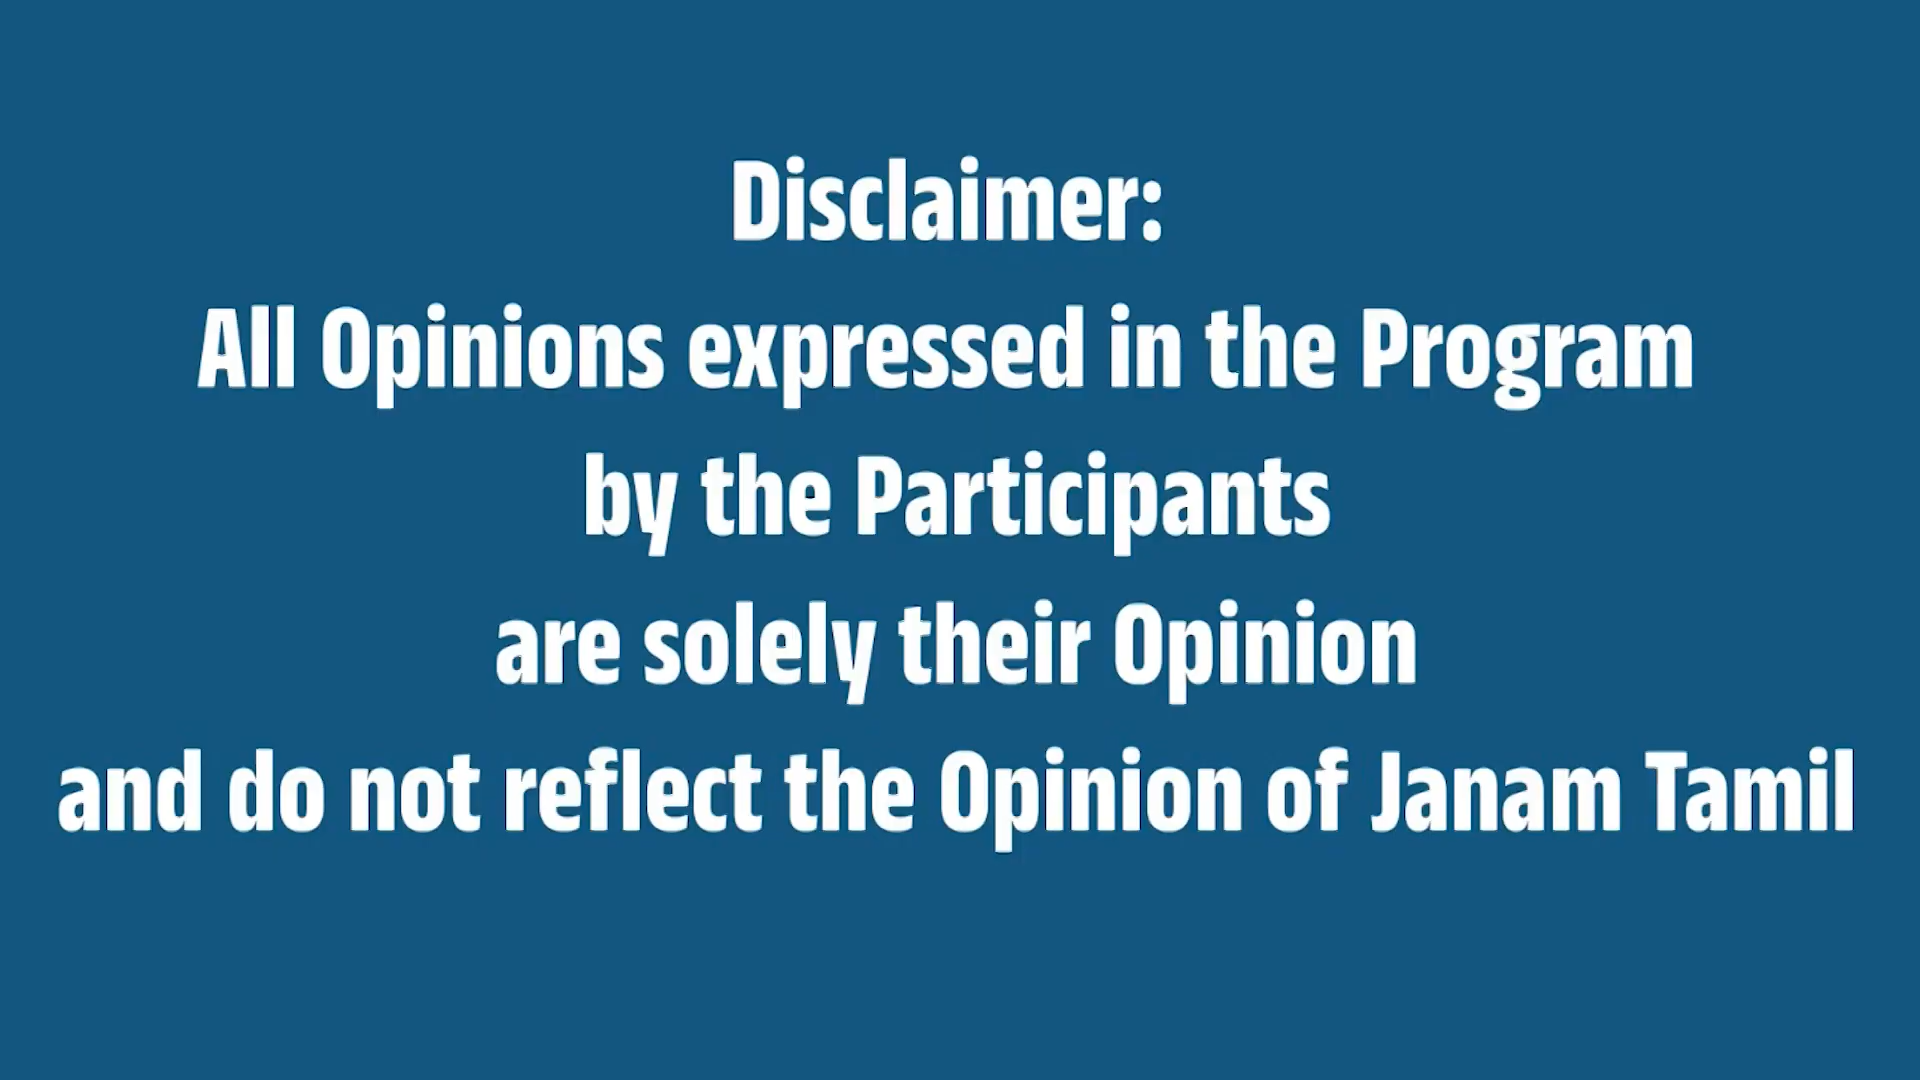 Disclaimer:
All Opinions expressed in the Program
by the Participants
are solely their Opinion
and do not reflect the Opinion of Janam Tamil